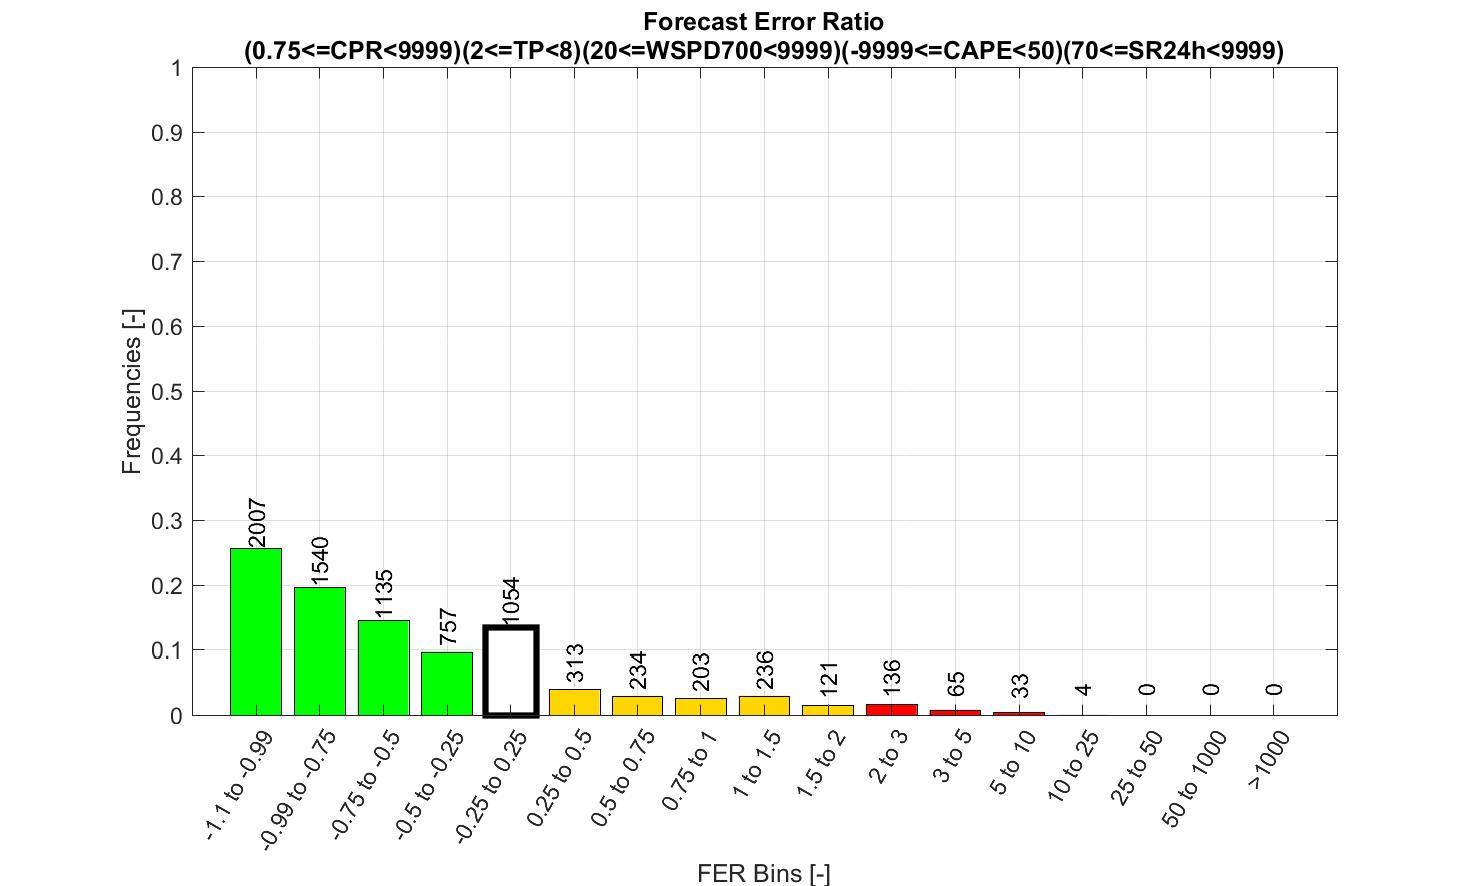 Forecast Error Ratio
(0.75<=CPR<9999)(2<=TP<8)(20<=WSPD700<9999)(-9999<=CAPE<50)(70<=SR24h<9999)
1
0.9
0.8
0.7
0.6
0.5
0.4
0.3
0.2
0.1
0
Frequencies [-]
2007
1540
1135
757
1054
313
234
203
236
121
136
65
33
4
0
0
0
-1.1 to -0.99
-0.99 to -0.75
-0.75 to -0.5
-0.5 to -0.25
-0.25 to 0.25
0.25 to 0.5
0.5 to 0.75
0.75 to 1
1 to 1.5
1.5 to 2
2 to 3
3 to 5
5 to 10
10 to 25
25 to 50
50 to 1000
>1000
FER Bins [-]